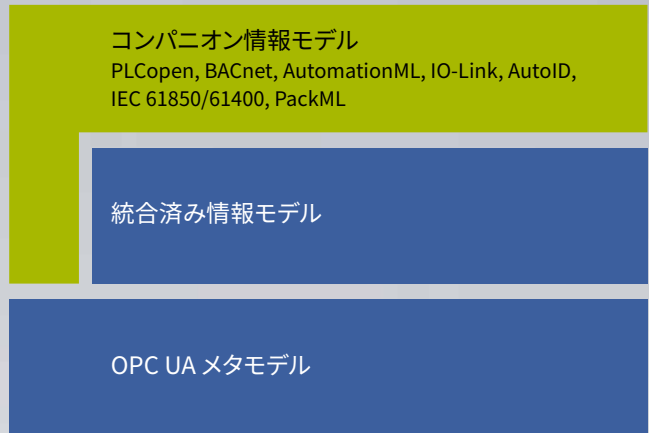 コンパニオン情報モデル
PLCopen, BACnet, AutomationML, IO-Link, AutoID,
IEC 61850/61400, PackML
統合済み情報モデル
OPC UA メタモデル